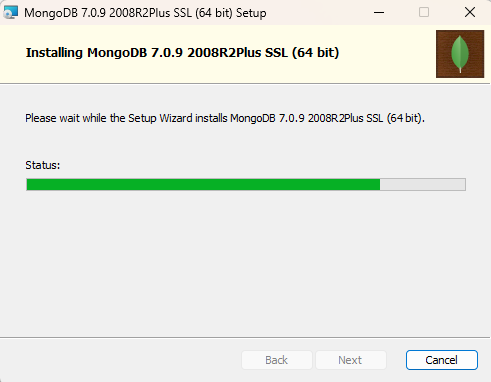 MongoDB 7.0.9 2008R2Plus SSL (64 bit) Setup
Installing MongoDB 7.0.9 2008R2Plus SSL (64 bit)
Please wait while the Setup Wizard installs MongoDB 7.0.9 2008R2Plus SSL (64 bit).
Status:
Back Next Cancel